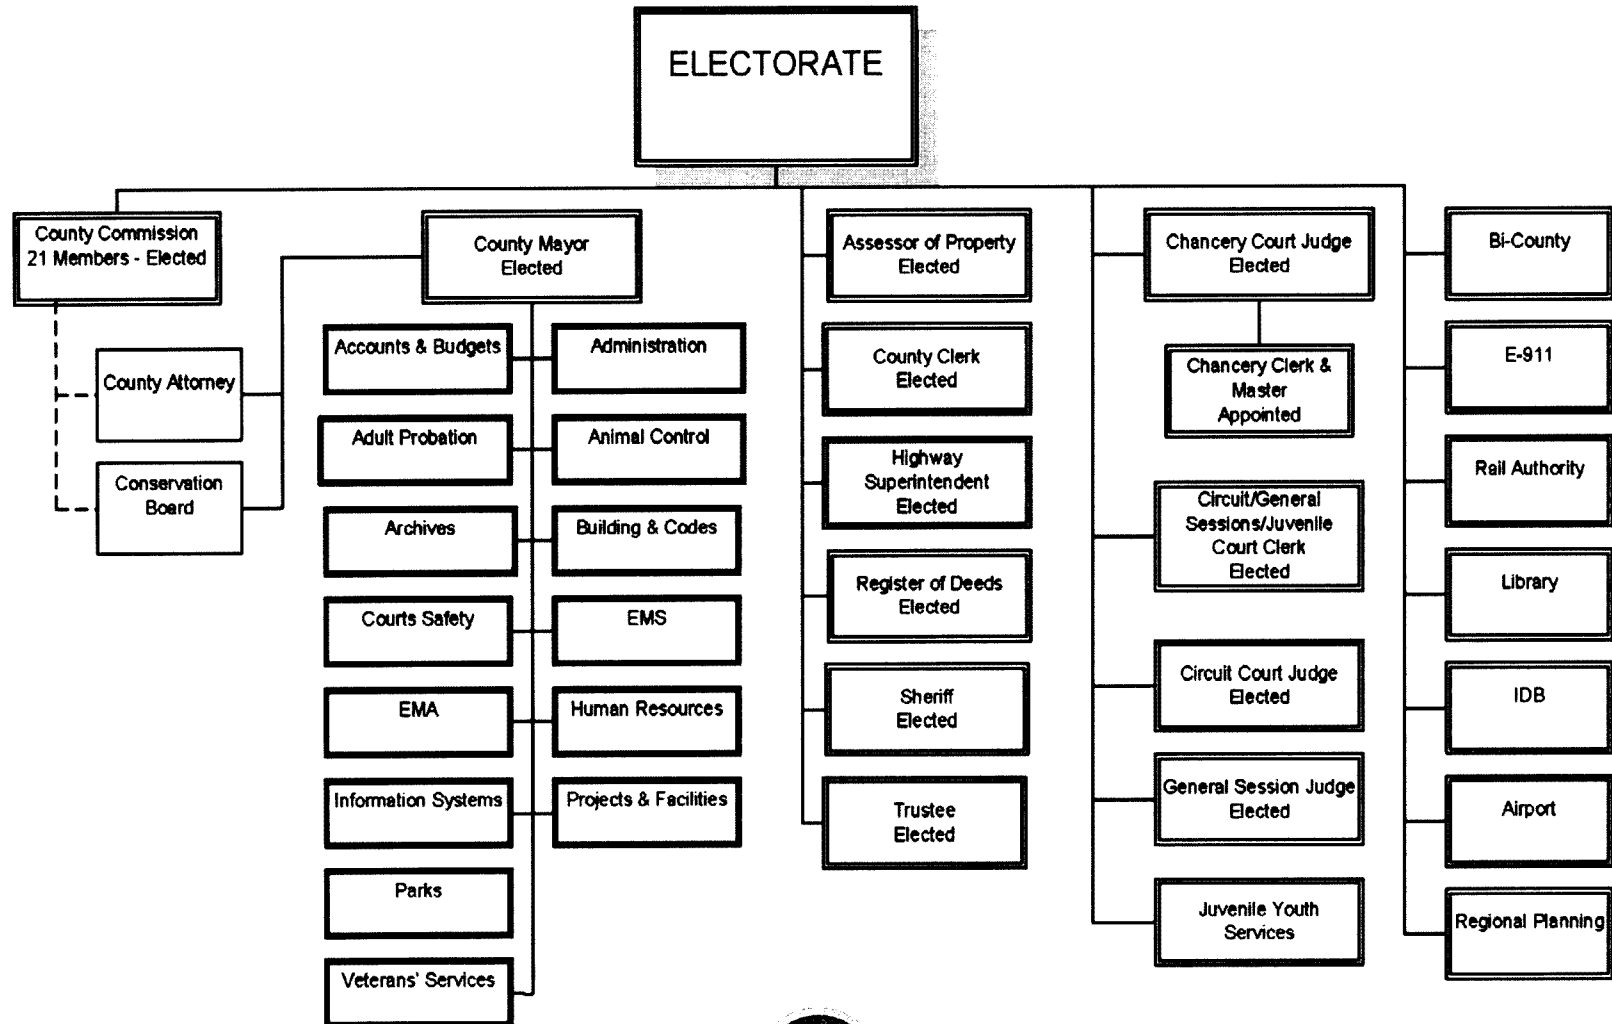 ELECTORATE
County Commission
21 Members - Elected
County Attorney
Conservation
Board
County Mayor
Elected
Accounts & Budgets
Administration
Adult Probation
Animal Control
Archives
Building & Codes
Courts Safety
EMS
EMA
Human Resources
Information Systems
Projects & Facilities
Parks
Veterans' Services
Assessor of Property
Elected
County Clerk
Elected
Highway
Superintendent
Elected
Register of Deeds
Elected
Sheriff
Elected
Trustee
Elected
Chancery Court Judge
Elected
Chancery Clerk &
Master
Appointed
Circuit/General
Sessions/Juvenile
Court Clerk
Elected
Circuit Court Judge
Elected
General Session Judge
Elected
Juvenile Youth
Services
Bi-County
E-911
Rail Authority
Library
IDB
Airport
Regional Planning